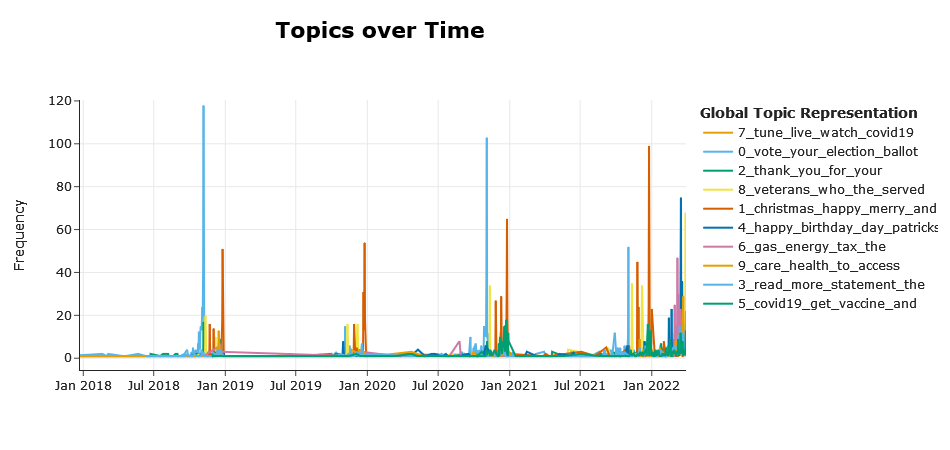 Topics over Time
Frequency
120
100
80
60
40
20
0
Jan 2018
Jul 2018
Jan 2019
Jul 2019
Jan 2020
Jul 2020
Jan 2021
Jul 2021
Jan 2022
Global Topic Representation
7_tune_live_watch_covid19
0_vote_your_election_ballot
2_thank_you_for_your
8_veterans_who_the_served
1_christmas_happy_merry_and
4_happy_birthday_day_patricks
6_gas_energy_tax_the
9_care_health_to_access
3_read_more_statement_the
5_covid19_get_vaccine_and